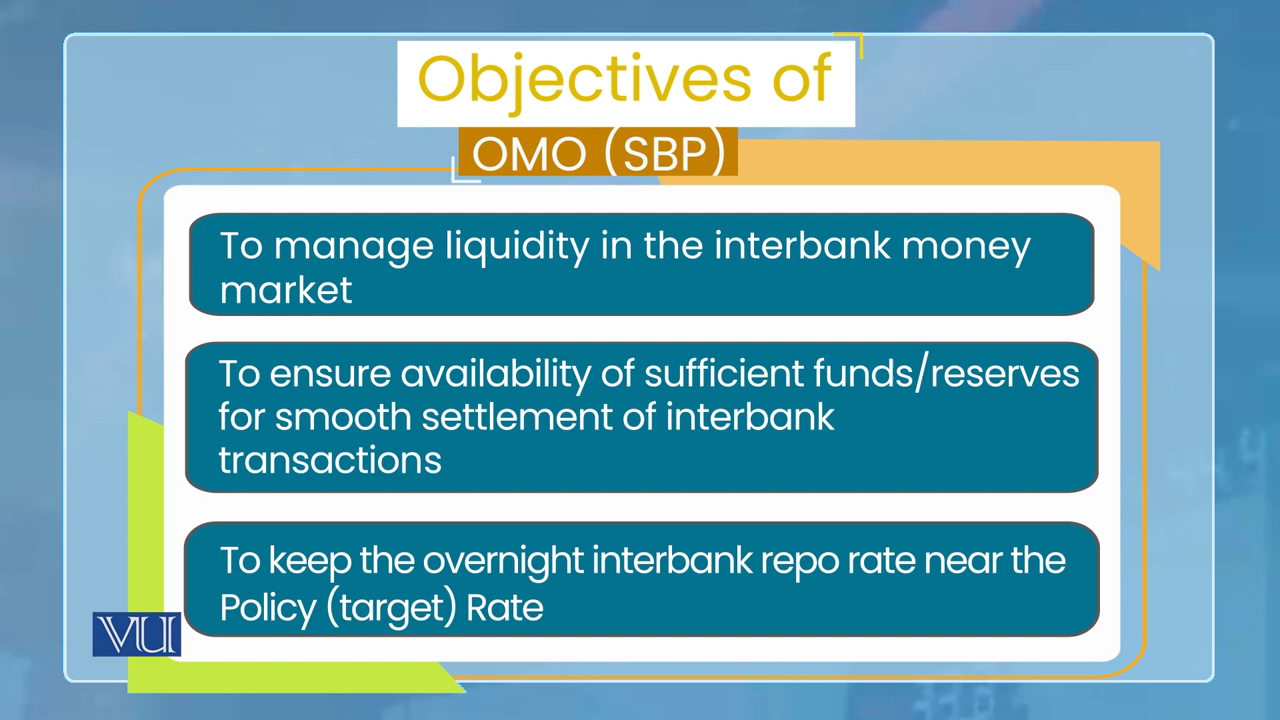 Objectives of
OMO (SBP)
To manage liquidity in the interbank money
market
To ensure availability of sufficient funds/reserves
for smooth settlement of interbank
transactions
To keep the overnight interbank repo rate near the
Policy (target) Rate
VU